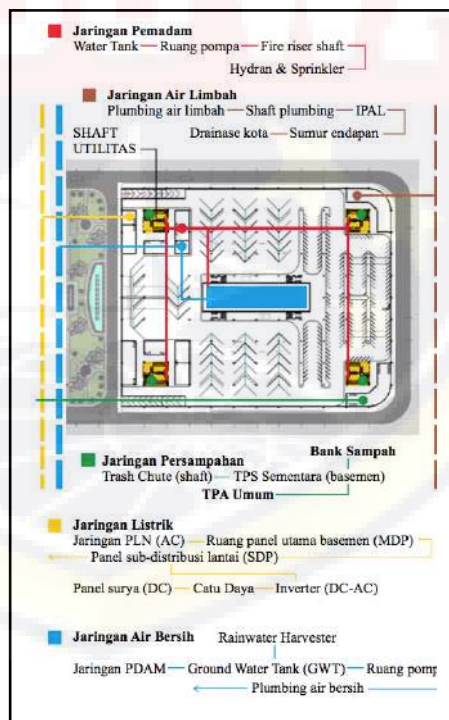 Jaringan Pemadam
Water Tank — Ruang pompa — Fire riser shaft
Hydran & Sprinkler
Jaringan Air Limbah
Plumbing air limbah — Shaft plumbing — IPAL
Drainase kota — Sumur endapan
SHAFT
UTILITAS
Bank Sampah
Jaringan Persampahan
Trash Chute (shaft) — TPS Sementara (basemen)
TPA Umum
Jaringan Listrik
Jaringan PLN (AC) — Ruang panel utama basemen (MDP)
Panel sub-distribusi lantai (SDP)
Panel surya (DC) — Catu Daya — Inverter (DC-AC)
Jaringan Air Bersih
Rainwater Harvester
Jaringan PDAM — Ground Water Tank (GWT) — Ruang pomp
Plumbing air bersih